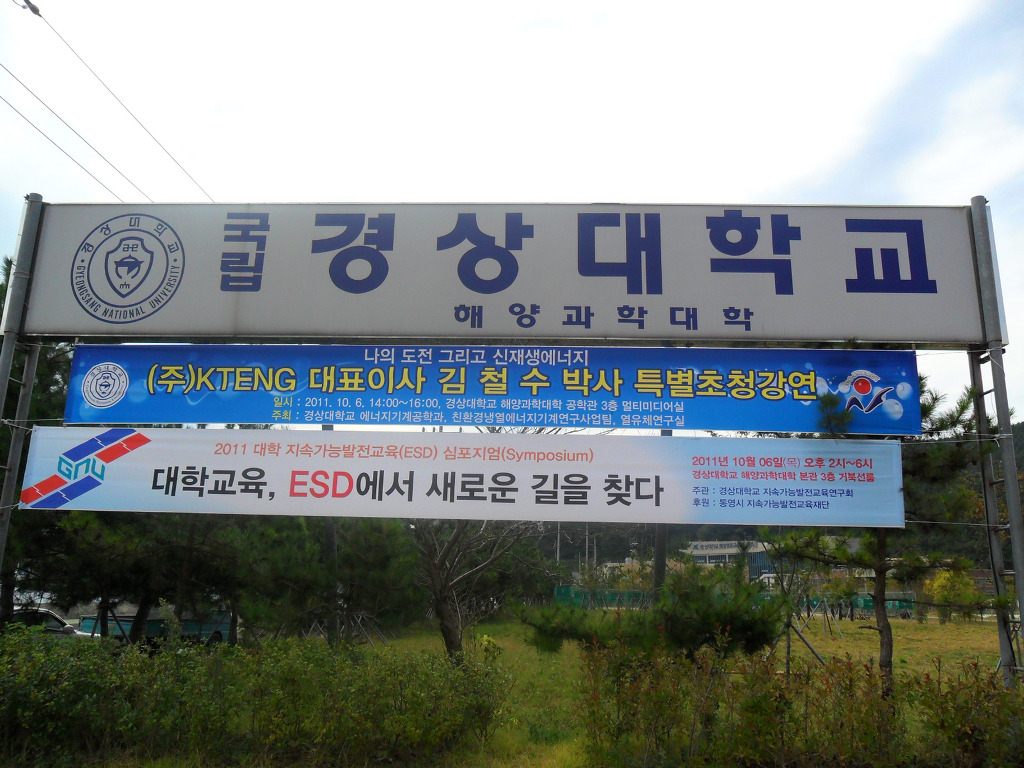 경상대학교
GYEONGSANG NATIONAL UNIVERSITY
국립 경상대학교
해양과학대학
나의 도전 그리고 신재생에너지
(주)KTENG 대표이사 김 철 수 박사 특별초청강연
일시 : 2011. 10. 6, 14:00~16:00, 경상대학교 해양과학대학 공학관 3층 멀티미디어실
주최 : 경상대학교 에너지기계공학과, 친환경냉열에너지기계연구사업팀, 열유체연구실
GNU
2011 대학 지속가능발전교육(ESD) 심포지엄(Symposium)
대학교육, ESD에서 새로운 길을 찾다
2011년 10월 06일(목) 오후 2시~6시
경상대학교 해양과학대학 본관 3층 거북선홀
주관 : 경상대학교 지속가능발전교육연구회
후원 : 통영시 지속가능발전교육재단